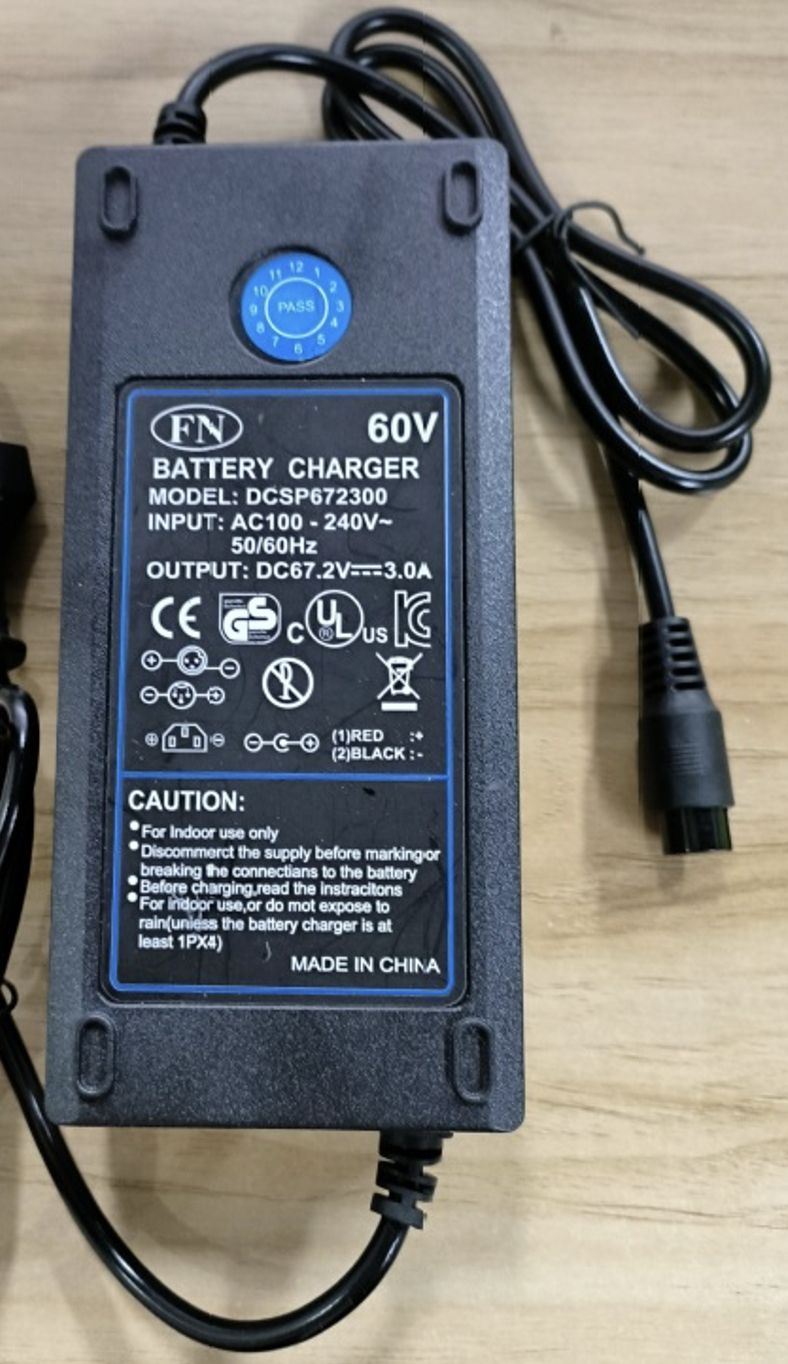 12
11 1
10 2
9 PASS 3
8 4
7 5
6
FN 60V
BATTERY CHARGER
MODEL: DCSP672300
INPUT: AC100 - 240V~
50/60Hz
OUTPUT: DC67.2V⎓3.0A
CE GS C UL ® US KC
(1)RED :+
(2)BLACK : -
CAUTION:
•For Indoor use only
•Discommerct the supply before marking or
breaking the connectians to the battery
•Before charging,read the instracitons
•For indoor use,or do mot expose to
rain(unless the battery charger is at
least 1PX4)
MADE IN CHINA